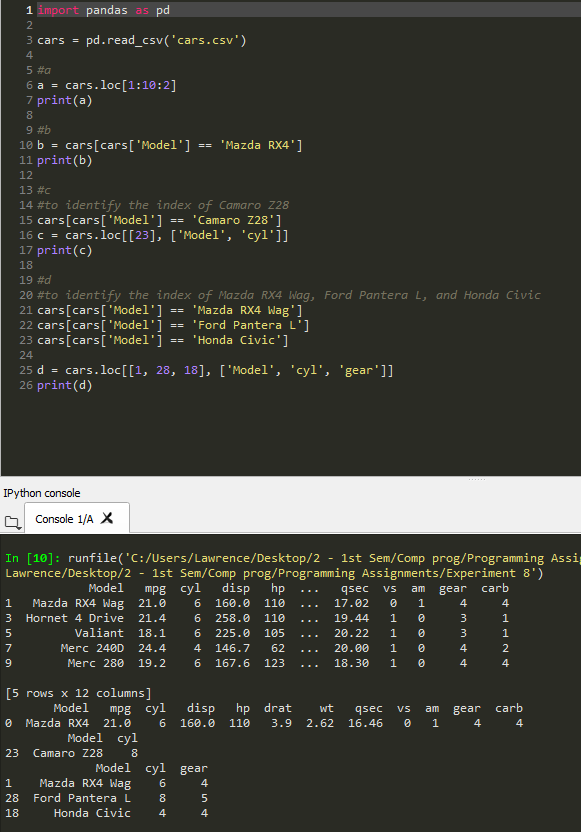 1 import pandas as pd
2
3 cars = pd.read_csv('cars.csv')
4
5 #a
6 a = cars.loc[1:10:2]
7 print(a)
8
9 #b
10 b = cars[cars['Model'] == 'Mazda RX4']
11 print(b)
12
13 #c
14 #to identify the index of Camaro Z28
15 cars[cars['Model'] == 'Camaro Z28']
16 c = cars.loc[[23], ['Model', 'cyl']]
17 print(c)
18
19 #d
20 #to identify the index of Mazda RX4 Wag, Ford Pantera L, and Honda Civic
21 cars[cars['Model'] == 'Mazda RX4 Wag']
22 cars[cars['Model'] == 'Ford Pantera L']
23 cars[cars['Model'] == 'Honda Civic']
24
25 d = cars.loc[[1, 28, 18], ['Model', 'cyl', 'gear']]
26 print(d)
IPython console
Console 1/A
In [10]: runfile('C:/Users/Lawrence/Desktop/2 - 1st Sem/Comp prog/Programming Assig
Lawrence/Desktop/2 - 1st Sem/Comp prog/Programming Assignments/Experiment 8')
Model mpg cyl disp hp ... qsec vs am gear carb
1 Mazda RX4 Wag 21.0 6 160.0 110 ... 17.02 0 1 4 4
3 Hornet 4 Drive 21.4 6 258.0 110 ... 19.44 1 0 3 1
5 Valiant 18.1 6 225.0 105 ... 20.22 1 0 3 1
7 Merc 240D 24.4 4 146.7 62 ... 20.00 1 0 4 2
9 Merc 280 19.2 6 167.6 123 ... 18.30 1 0 4 4
[5 rows x 12 columns]
Model mpg cyl disp hp drat wt qsec vs am gear carb
0 Mazda RX4 21.0 6 160.0 110 3.9 2.62 16.46 0 1 4 4
Model cyl
23 Camaro Z28 8
Model cyl gear
1 Mazda RX4 Wag 6 4
28 Ford Pantera L 8 5
18 Honda Civic 4 4